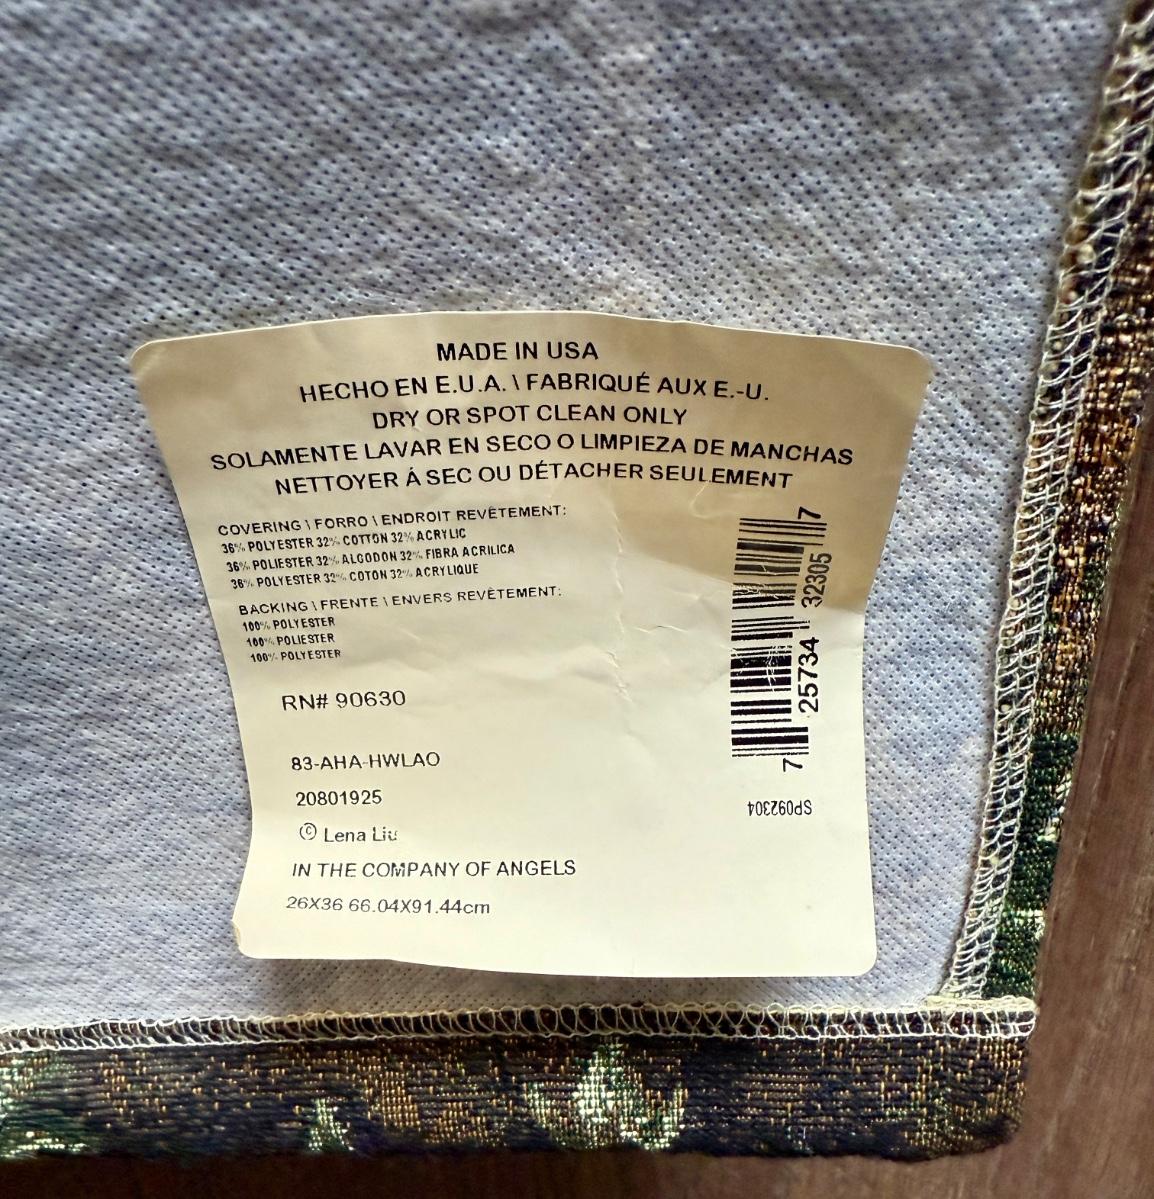 MADE IN USA
HECHO EN E.U.A. \ FABRIQUÉ AUX E.-U.
DRY OR SPOT CLEAN ONLY
SOLAMENTE LAVAR EN SECO O LIMPIEZA DE MANCHAS
NETTOYER Á SEC OU DÉTACHER SEULEMENT
COVERING \ FORRO \ ENDROIT REVÊTEMENT:
36% POLYESTER 32% COTTON 32% ACRYLIC
36% POLIESTER 32% ALGODON 32% FIBRA ACRILICA
36% POLYESTER 32% COTON 32% ACRYLIQUE
BACKING \ FRENTE \ ENVERS REVÊTEMENT:
100% POLYESTER
100% POLIESTER
100% POLYESTER
RN# 90630
83-AHA-HWLAO
20801925
© Lena Liu
IN THE COMPANY OF ANGELS
26X36 66.04X91.44cm
7 25734 32305 7
SP092304